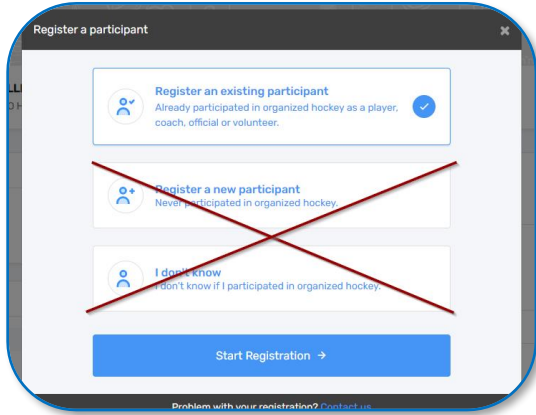 Register a participant
Register an existing participant
Already participated in organized hockey as a player,
coach, official or volunteer.
Register a new participant
Never participated in organized hockey.
I don't know
I don't know if I participated in organized hockey.
Start Registration →
Problem with your registration? Contact us